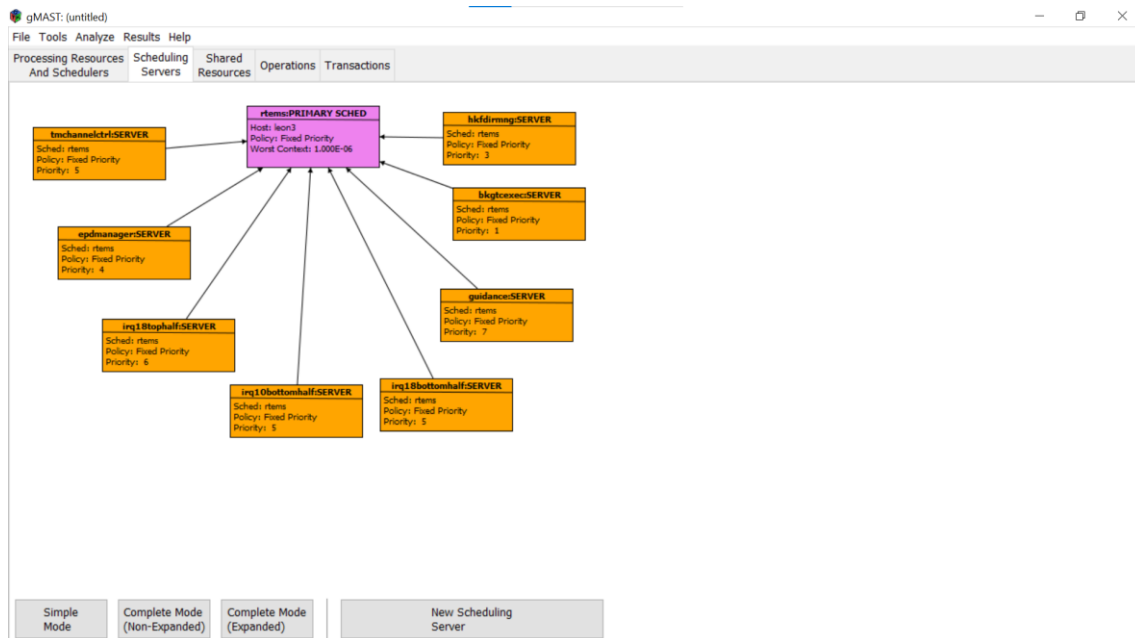 gMAST: (untitled)
File Tools Analyze Results Help
Processing Resources
And Schedulers
Scheduling
Servers
Shared
Resources
Operations
Transactions
rtems:PRIMARY SCHED
Host: leon3
Policy: Fixed Priority
Worst Context: 1.000E-06
hkfdirmng:SERVER
Sched: rtems
Policy: Fixed Priority
Priority: 3
tmchannelctrl:SERVER
Sched: rtems
Policy: Fixed Priority
Priority: 5
bkgtcexec:SERVER
Sched: rtems
Policy: Fixed Priority
Priority: 1
epdmanager:SERVER
Sched: rtems
Policy: Fixed Priority
Priority: 4
guidance:SERVER
Sched: rtems
Policy: Fixed Priority
Priority: 7
irq18tophalf:SERVER
Sched: rtems
Policy: Fixed Priority
Priority: 6
irq10bottomhalf:SERVER
Sched: rtems
Policy: Fixed Priority
Priority: 5
irq18bottomhalf:SERVER
Sched: rtems
Policy: Fixed Priority
Priority: 5
Simple
Mode
Complete Mode
(Non-Expanded)
Complete Mode
(Expanded)
New Scheduling
Server